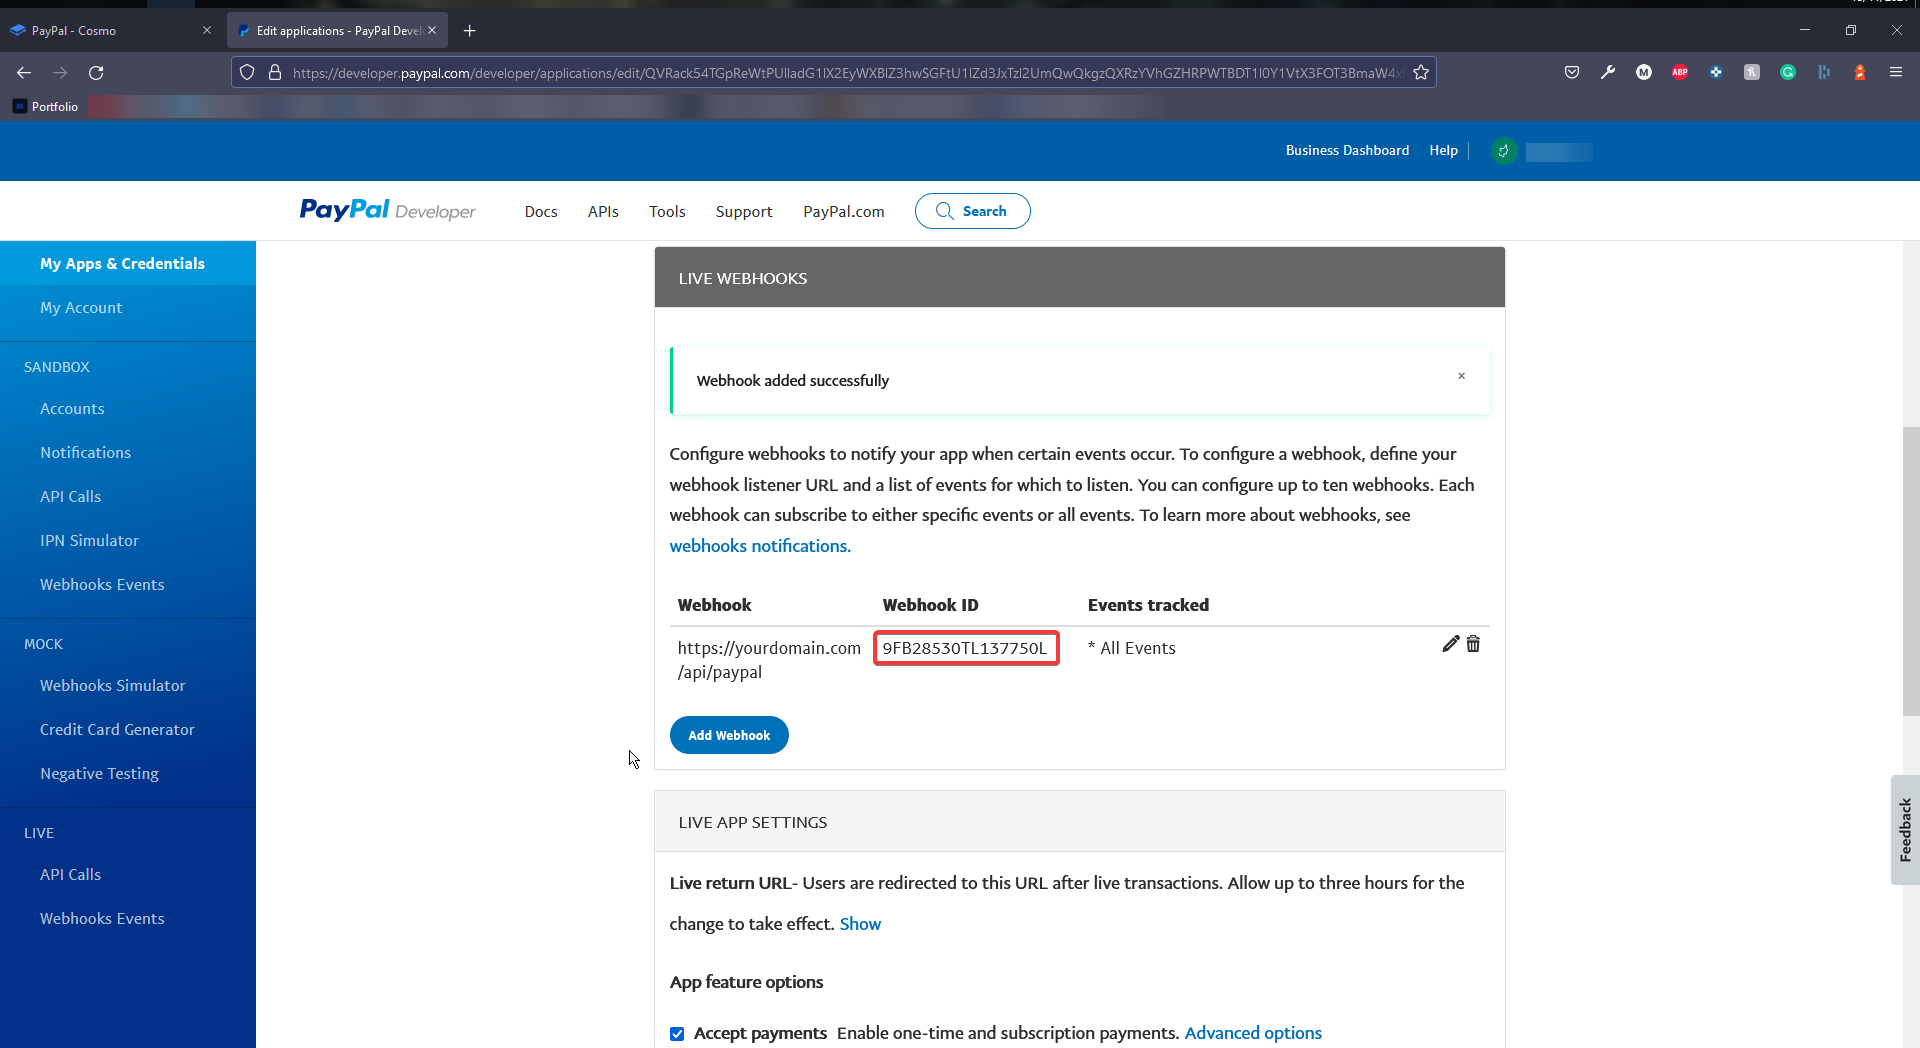 PayPal - Cosmo
Edit applications - PayPal Devel
https://developer.paypal.com/developer/applications/edit/
Portfolio
Business Dashboard
Help
PayPal Developer
Docs
APIs
Tools
Support
PayPal.com
Search
My Apps & Credentials
My Account
SANDBOX
Accounts
Notifications
API Calls
IPN Simulator
Webhooks Events
MOCK
Webhooks Simulator
Credit Card Generator
Negative Testing
LIVE
API Calls
Webhooks Events
LIVE WEBHOOKS
Webhook added successfully
×
Configure webhooks to notify your app when certain events occur. To configure a webhook, define your
webhook listener URL and a list of events for which to listen. You can configure up to ten webhooks. Each
webhook can subscribe to either specific events or all events. To learn more about webhooks, see
webhooks notifications.
Webhook Webhook ID Events tracked
https://yourdomain.com 9FB28530TL137750L * All Events
/api/paypal
Add Webhook
LIVE APP SETTINGS
Live return URL- Users are redirected to this URL after live transactions. Allow up to three hours for the
change to take effect. Show
App feature options
Accept payments Enable one-time and subscription payments. Advanced options
Feedback
ABP
M